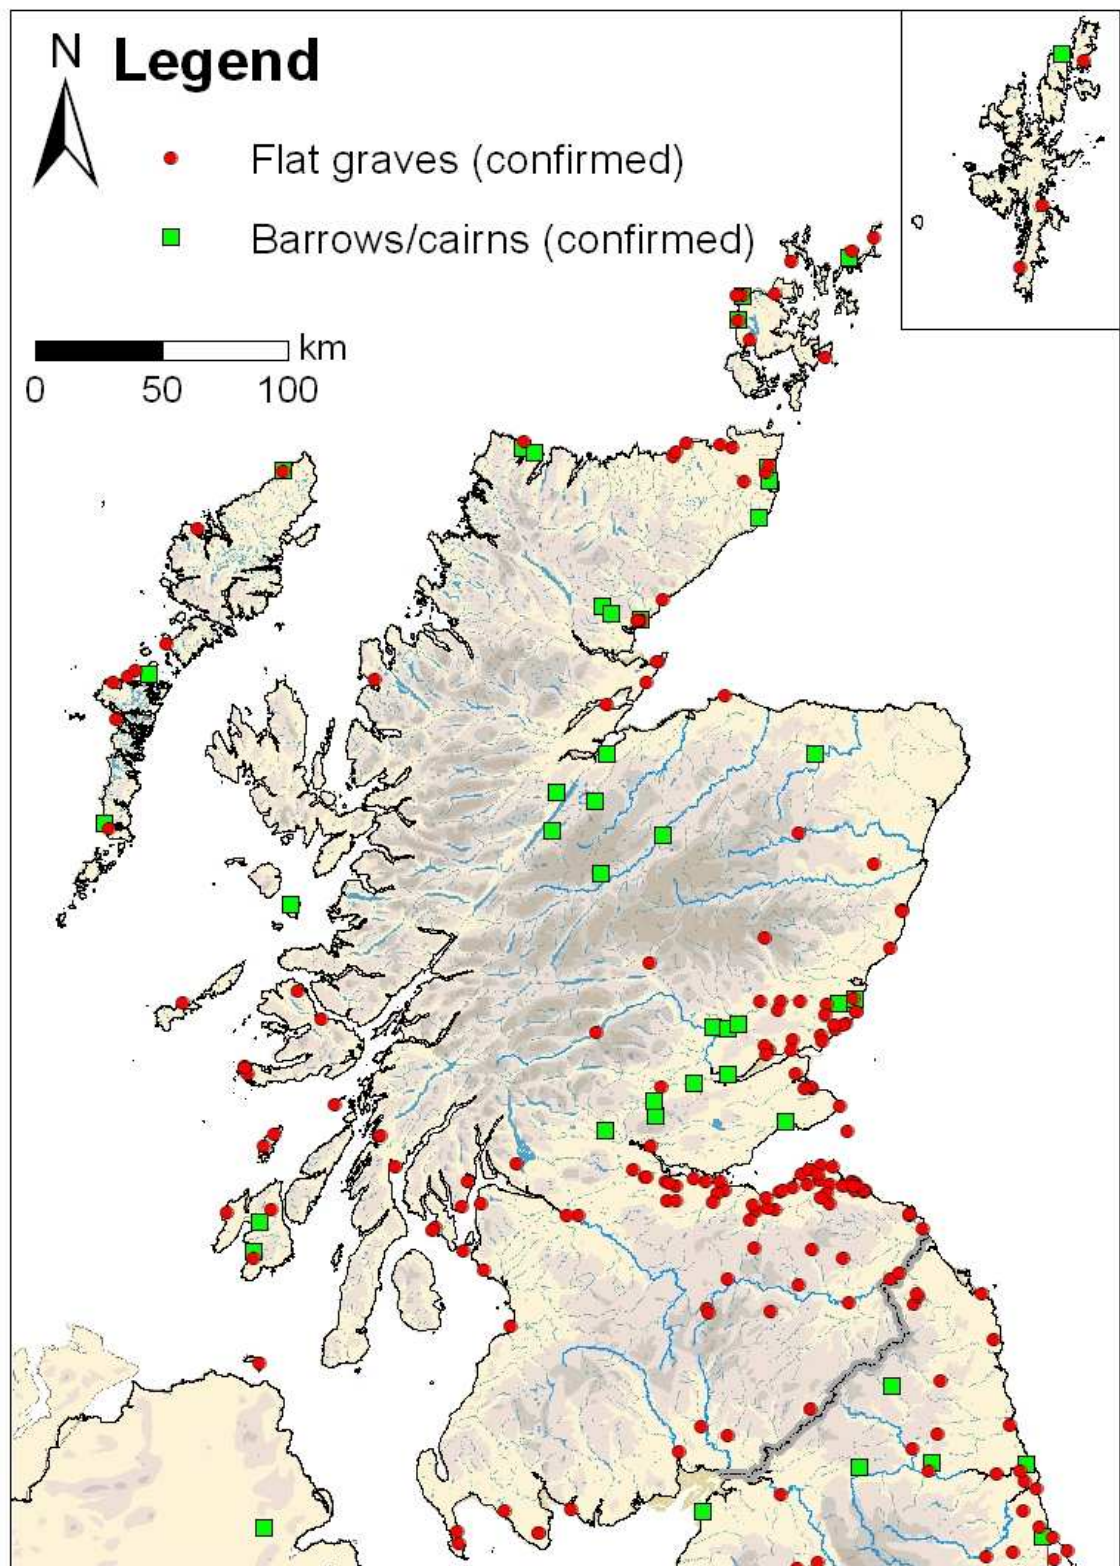 N
Legend
Flat graves (confirmed)
Barrows/cairns (confirmed)
km
0 50 100